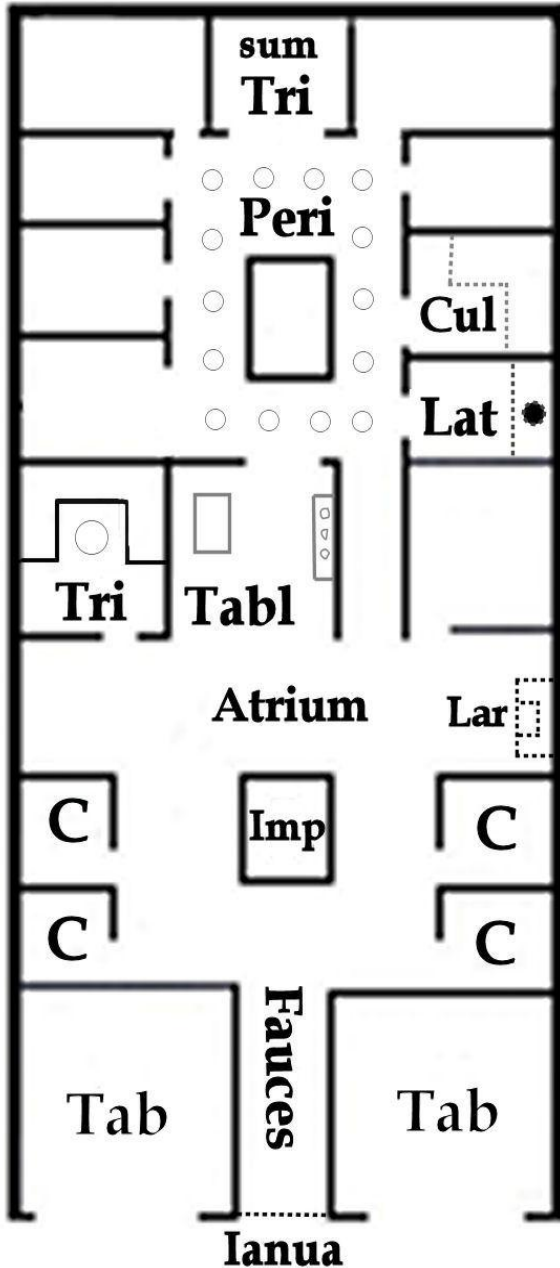 sum
Tri
Peri
Cul
Lat
Tri
Tabl
Atrium
Lar
C
Imp
C
C
C
Fauces
Tab
Tab
Ianua